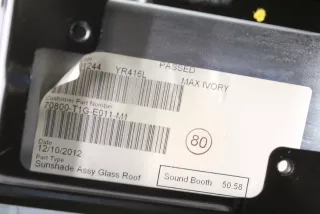 PASSED
1244 YR416L MAX IVORY
Customer Part Number
70800-T1G-E011-M1
80
Date
12/10/2012
Part Type
Sunshade Assy Glass Roof
Sound Booth 50.58